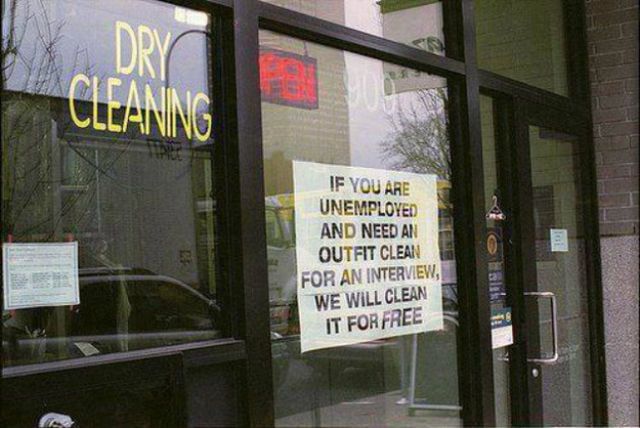 DRY
CLEANING
OPEN
909
IF YOU ARE
UNEMPLOYED
AND NEED AN
OUTFIT CLEAN
FOR AN INTERVIEW,
WE WILL CLEAN
IT FOR FREE